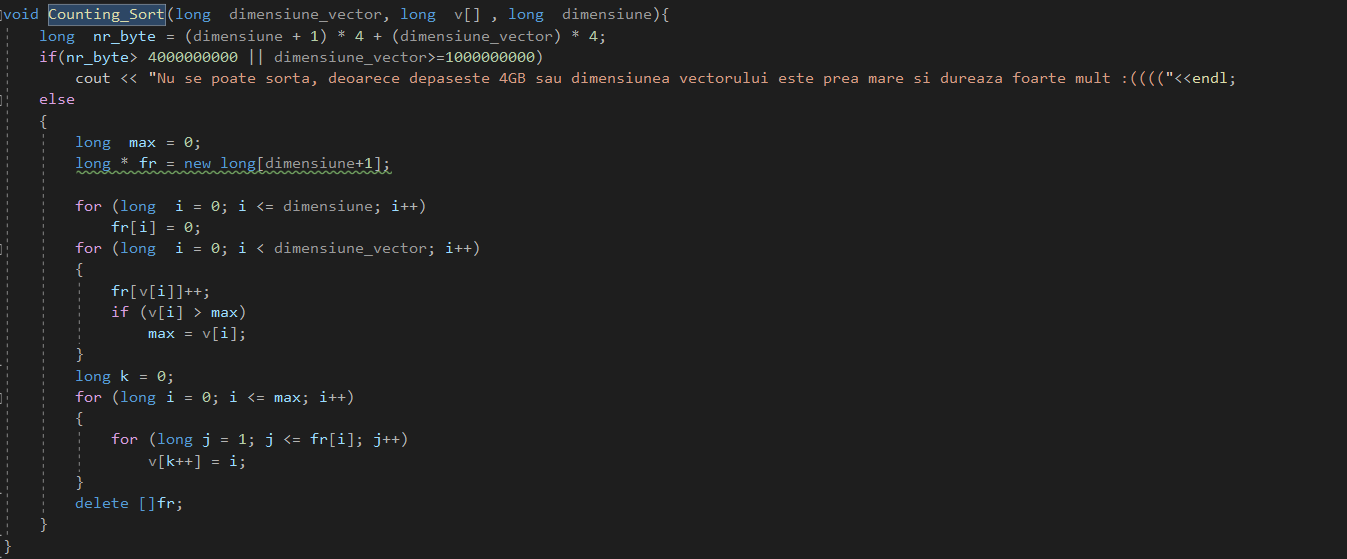 void Counting_Sort(long  dimensiune_vector, long  v[] , long  dimensiune){
    long  nr_byte = (dimensiune + 1) * 4 + (dimensiune_vector) * 4;
    if(nr_byte> 4000000000 || dimensiune_vector>=1000000000)
        cout << "Nu se poate sorta, deoarece depaseste 4GB sau dimensiunea vectorului este prea mare si dureaza foarte mult :(((("<<endl;
    else
    {
        long  max = 0;
        long * fr = new long[dimensiune+1];
        for (long  i = 0; i <= dimensiune; i++)
            fr[i] = 0;
        for (long  i = 0; i < dimensiune_vector; i++)
        {
            fr[v[i]]++;
            if (v[i] > max)
                max = v[i];
        }
        long k = 0;
        for (long i = 0; i <= max; i++)
        {
            for (long j = 1; j <= fr[i]; j++)
                v[k++] = i;
        }
        delete []fr;
    }
}